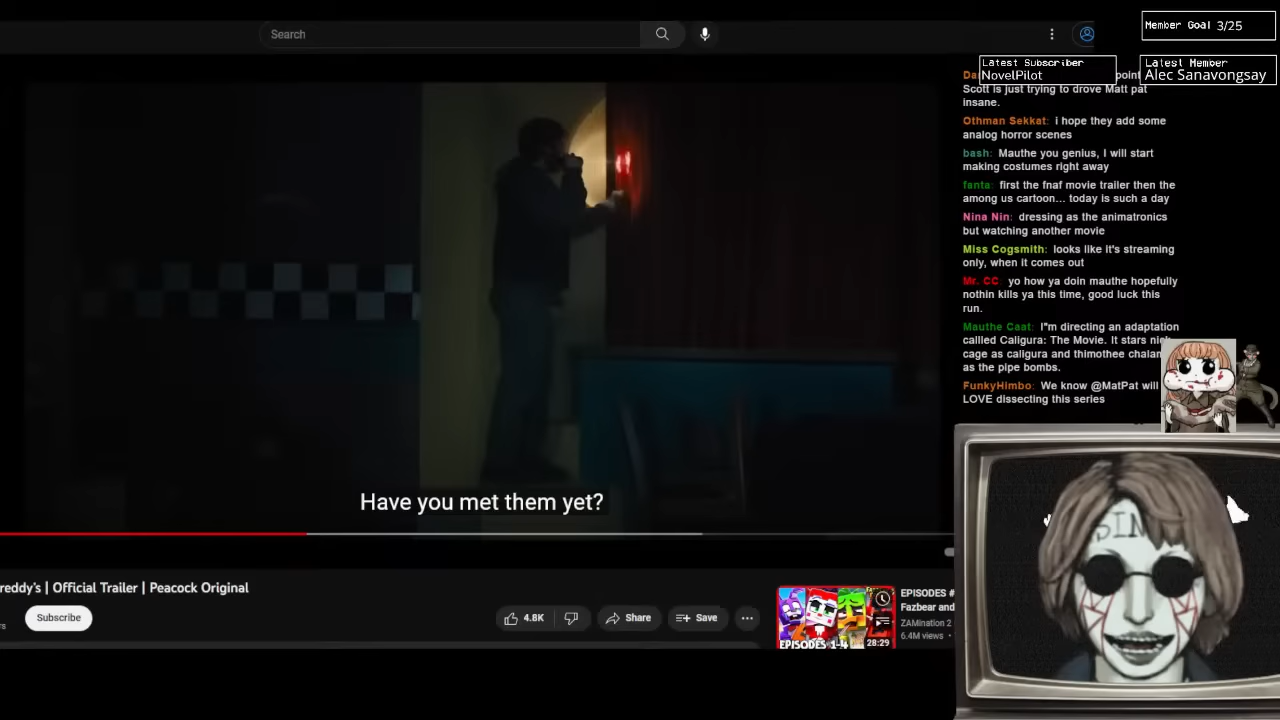 Search
Member Goal 3/25
Latest Subscriber
NovelPilot
Latest Member
Alec Sanavongsay
Da
point
Scott is just trying to drove Matt pat
insane.
Othman Sekkat: i hope they add some
analog horror scenes
bash: Mauthe you genius, I will start
making costumes right away
fanta: first the fnaf movie trailer then the
among us cartoon... today is such a day
Nina Nin: dressing as the animatronics
but watching another movie
Miss Cogsmith: looks like it's streaming
only, when it comes out
Mr. CC: yo how ya doin mauthe hopefully
nothin kills ya this time, good luck this
run.
Mauthe Caat: I"m directing an adaptation
callled Caligura: The Movie. It stars nic
cage as caligura and thimothee chalan
as the pipe bombs.
FunkyHimbo: We know @MatPat will
LOVE dissecting this series
Have you met them yet?
reddy's | Official Trailer | Peacock Original
rs
Subscribe
4.8K
Share
Save
EPISODES 1-4
28:29
EPISODES #
Fazbear and
ZAMination 2
6.4M views •
SIN